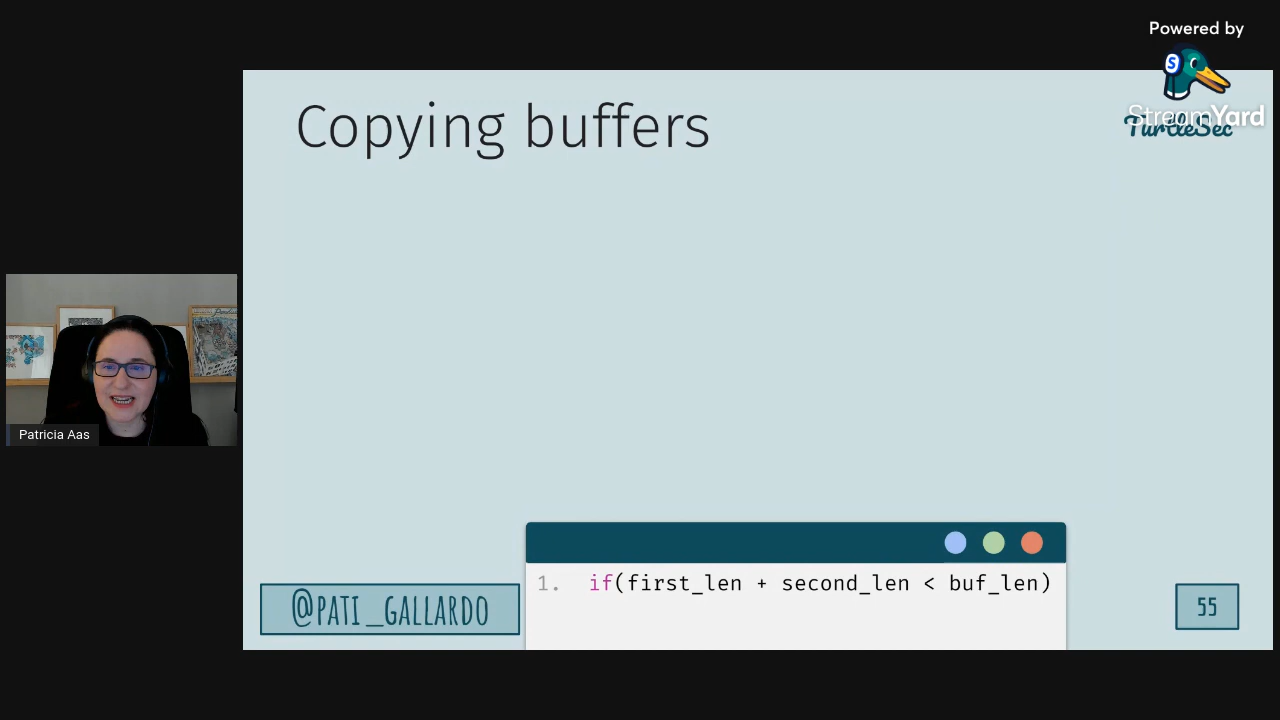 Powered by
StreamYard
TurtleSec
Copying buffers
Patricia Aas
1. if(first_len + second_len < buf_len)
@PATI_GALLARDO
55